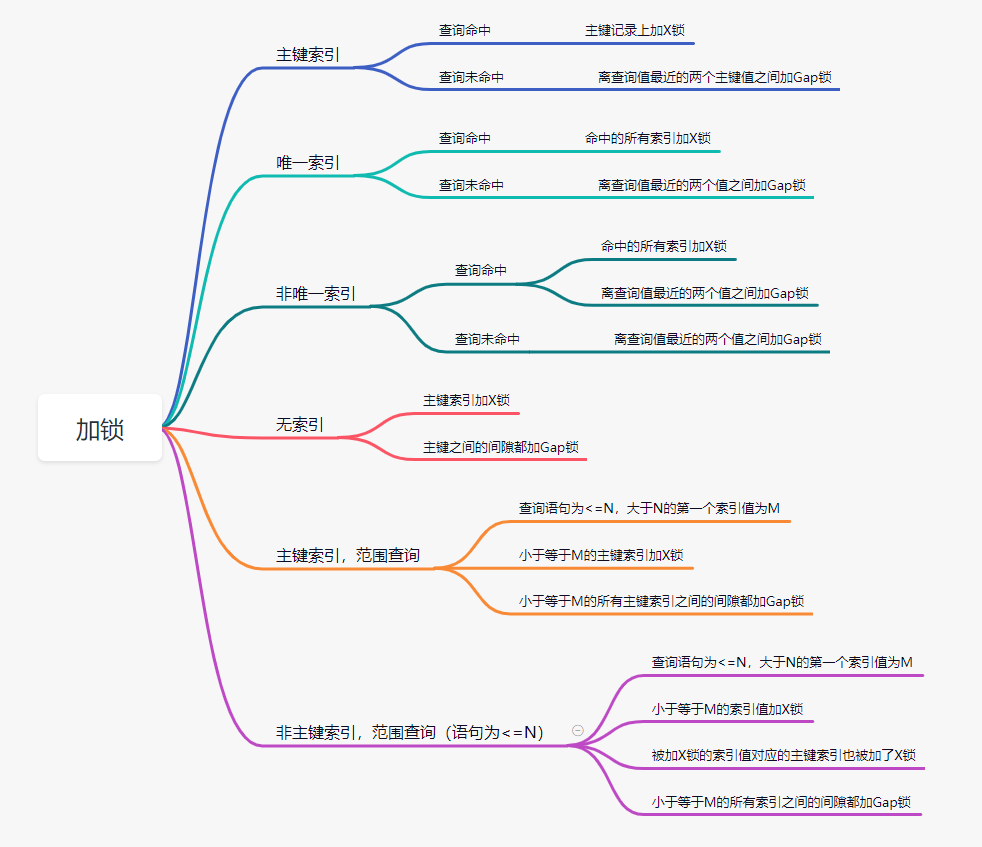 加锁
主键索引
查询命中
主键记录上加X锁
查询未命中
离查询值最近的两个主键值之间加Gap锁
唯一索引
查询命中
命中的所有索引加X锁
查询未命中
离查询值最近的两个值之间加Gap锁
非唯一索引
查询命中
命中的所有索引加X锁
离查询值最近的两个值之间加Gap锁
查询未命中
离查询值最近的两个值之间加Gap锁
无索引
主键索引加X锁
主键之间的间隙都加Gap锁
主键索引，范围查询
查询语句为<=N，大于N的第一个索引值为M
小于等于M的主键索引加X锁
小于等于M的所有主键索引之间的间隙都加Gap锁
非主键索引，范围查询（语句为<=N）
查询语句为<=N，大于N的第一个索引值为M
小于等于M的索引值加X锁
被加X锁的索引值对应的主键索引也被加了X锁
小于等于M的所有索引之间的间隙都加Gap锁